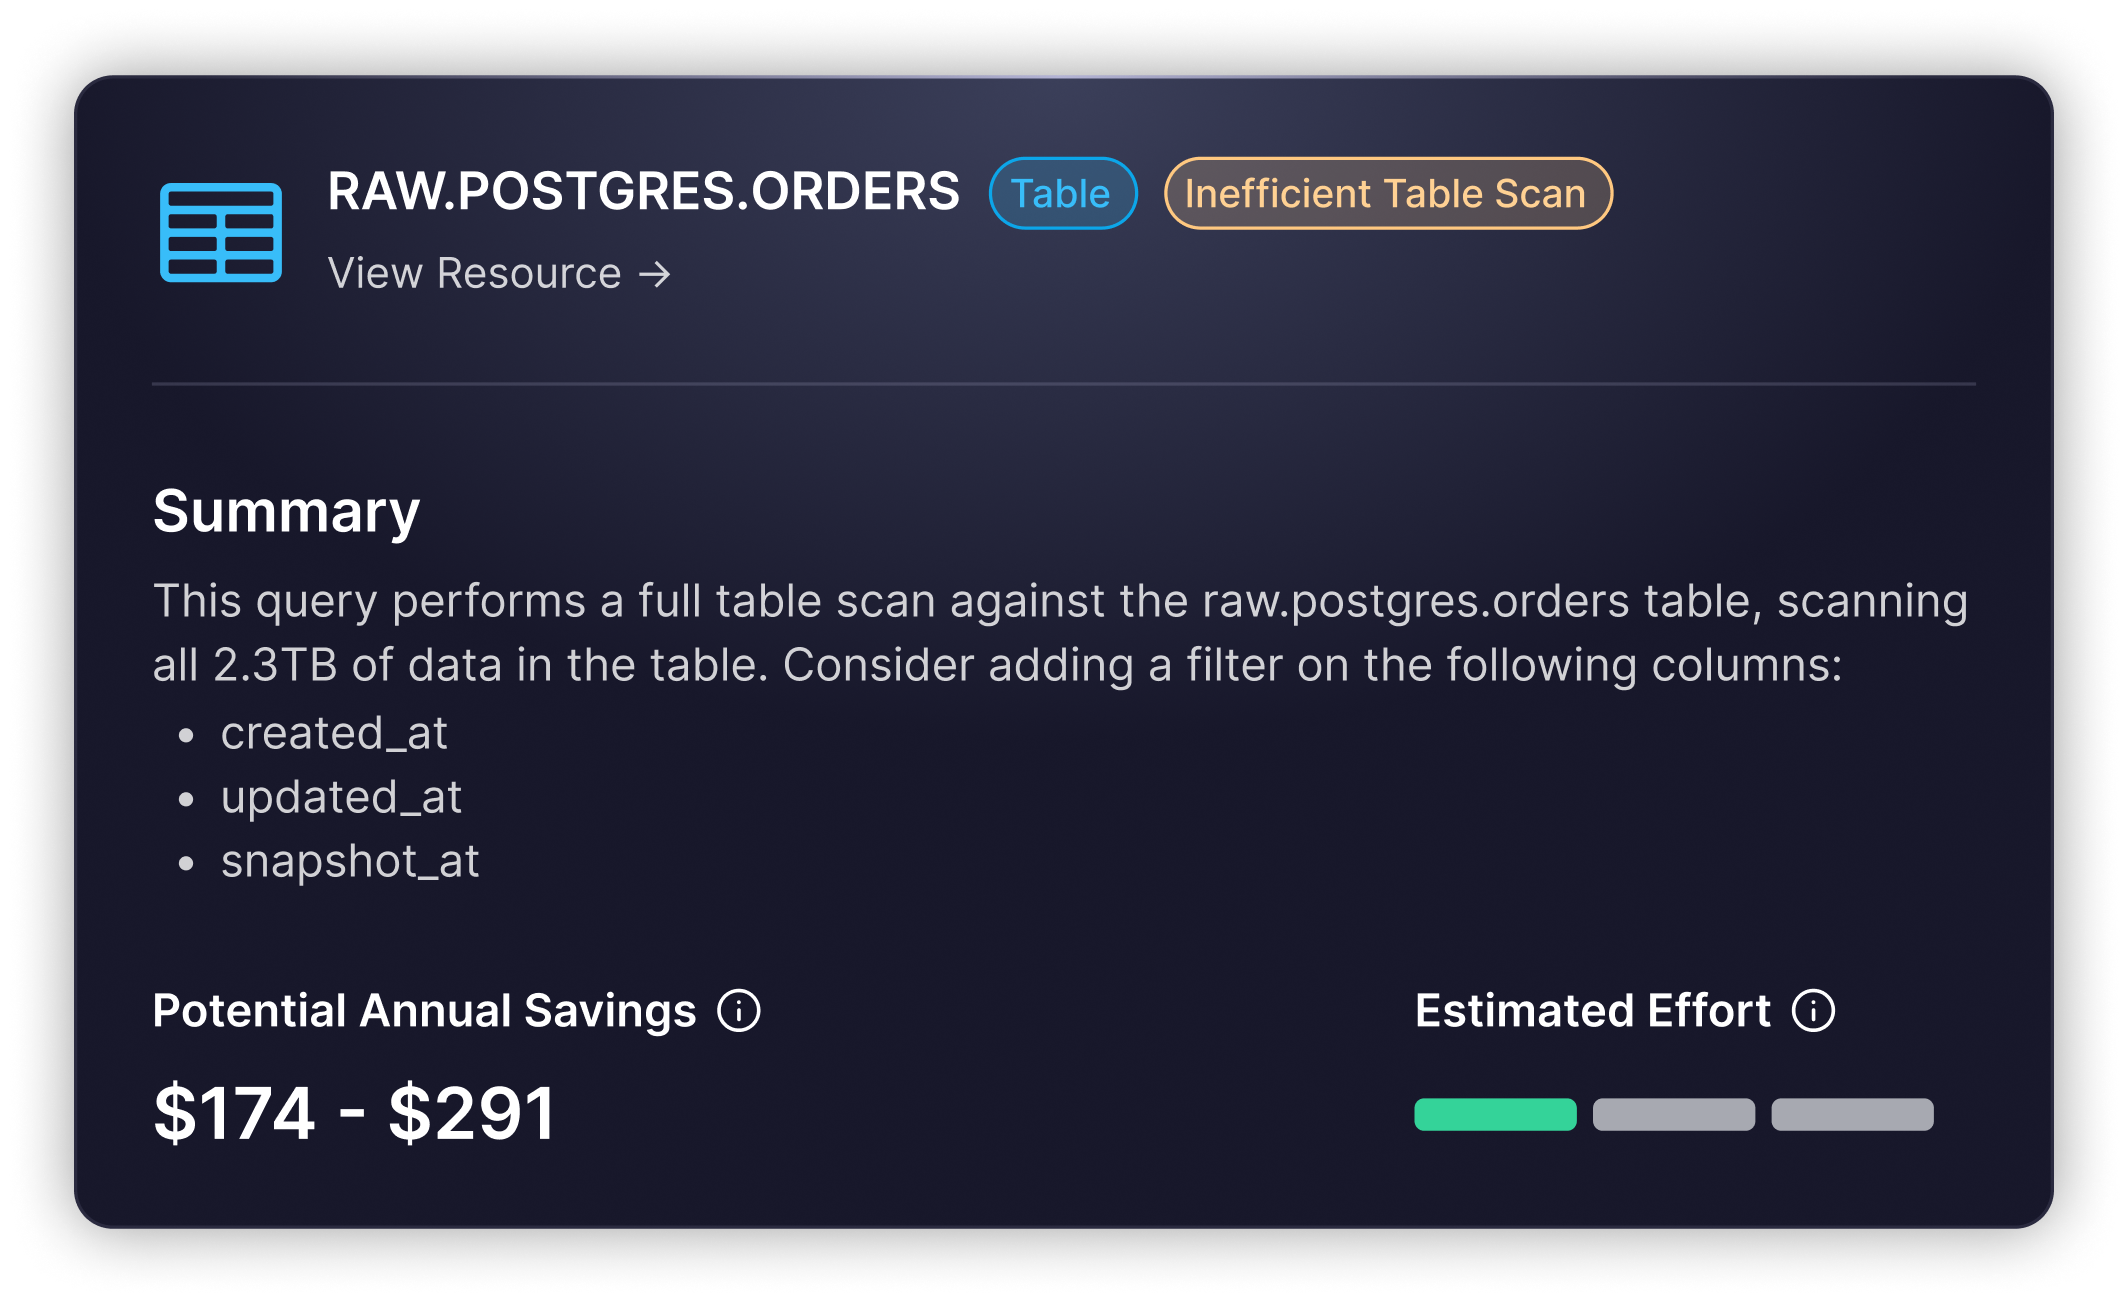 RAW.POSTGRES.ORDERS Table Inefficient Table Scan
View Resource →
Summary
This query performs a full table scan against the raw.postgres.orders table, scanning
all 2.3TB of data in the table. Consider adding a filter on the following columns:
• created_at
• updated_at
• snapshot_at
Potential Annual Savings
$174 - $291
Estimated Effort